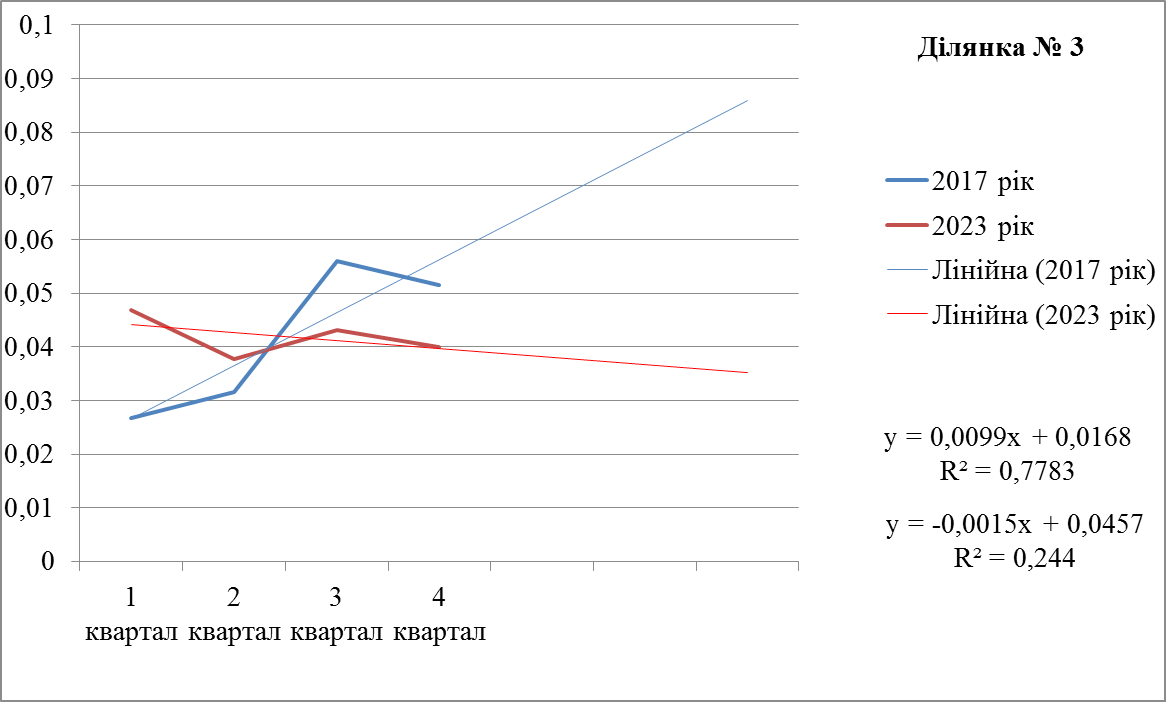 Ділянка № 3
0,1
0,09
0,08
0,07
0,06
0,05
0,04
0,03
0,02
0,01
0
1 квартал
2 квартал
3 квартал
4 квартал
2017 рік
2023 рік
Лінійна (2017 рік)
Лінійна (2023 рік)
y = 0,0099x + 0,0168
R² = 0,7783
y = -0,0015x + 0,0457
R² = 0,244